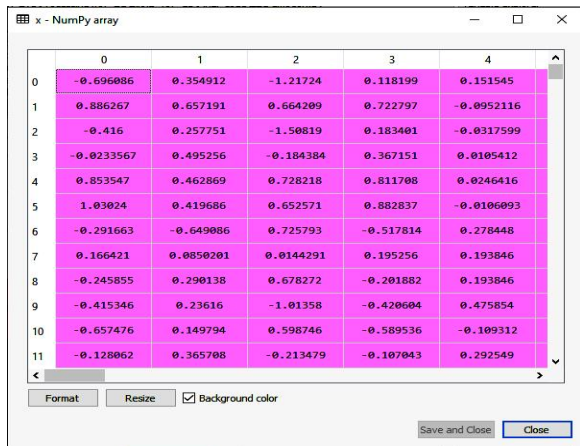 x - NumPy array
0 1 2 3 4
0 -0.696086 0.354912 -1.21724 0.118199 0.151545
1 0.886267 0.657191 0.664209 0.722797 -0.0952116
2 -0.416 0.257751 -1.50819 0.183401 -0.0317599
3 -0.0233567 0.495256 -0.184384 0.367151 0.0105412
4 0.853547 0.462869 0.728218 0.811708 0.0246416
5 1.03024 0.419686 0.652571 0.882837 -0.0106093
6 -0.291663 -0.649086 0.725793 -0.517814 0.278448
7 0.166421 0.0850201 0.0144291 0.195256 0.193846
8 -0.245855 0.290138 0.678272 -0.201882 0.193846
9 -0.415346 0.23616 -1.01358 -0.420604 0.475854
10 -0.657476 0.149794 0.598746 -0.589536 -0.109312
11 -0.128062 0.365708 -0.213479 -0.107043 0.292549
Format Resize Background color
Save and Close Close